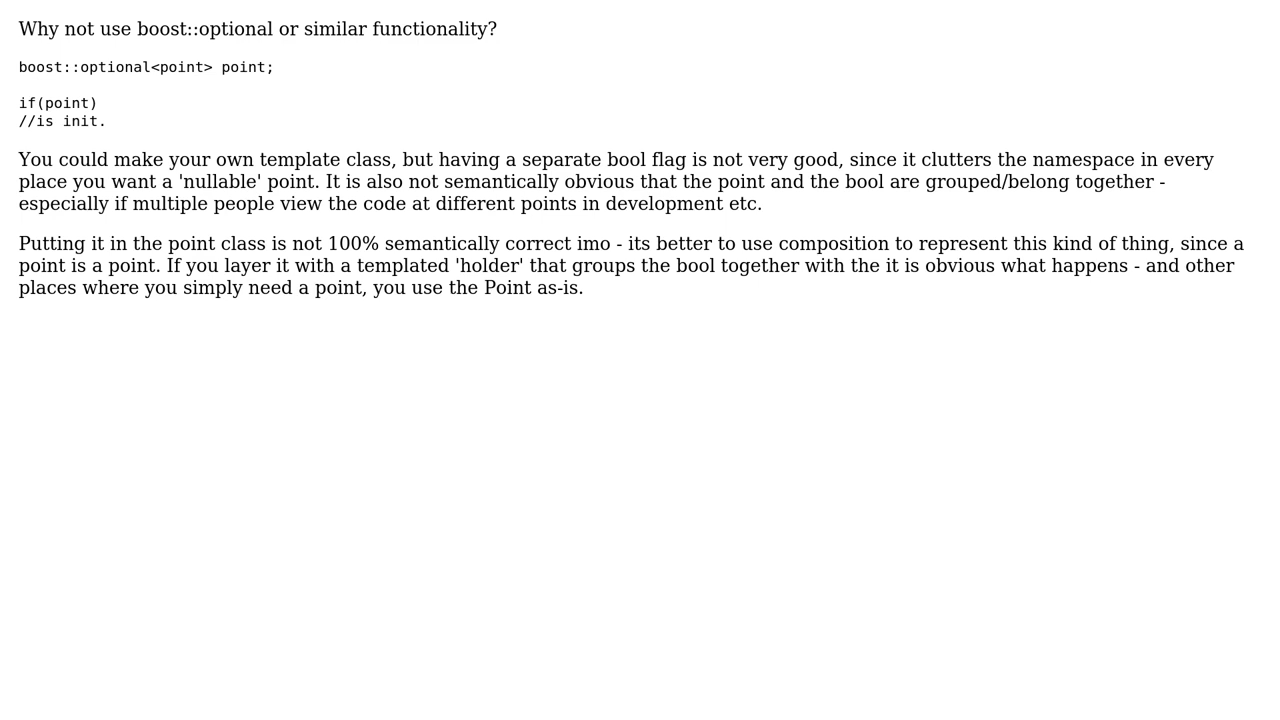 Why not use boost::optional or similar functionality?
boost::optional<point> point;
if(point)
//is init.
You could make your own template class, but having a separate bool flag is not very good, since it clutters the namespace in every
place you want a 'nullable' point. It is also not semantically obvious that the point and the bool are grouped/belong together -
especially if multiple people view the code at different points in development etc.
Putting it in the point class is not 100% semantically correct imo - its better to use composition to represent this kind of thing, since a
point is a point. If you layer it with a templated 'holder' that groups the bool together with the it is obvious what happens - and other
places where you simply need a point, you use the Point as-is.